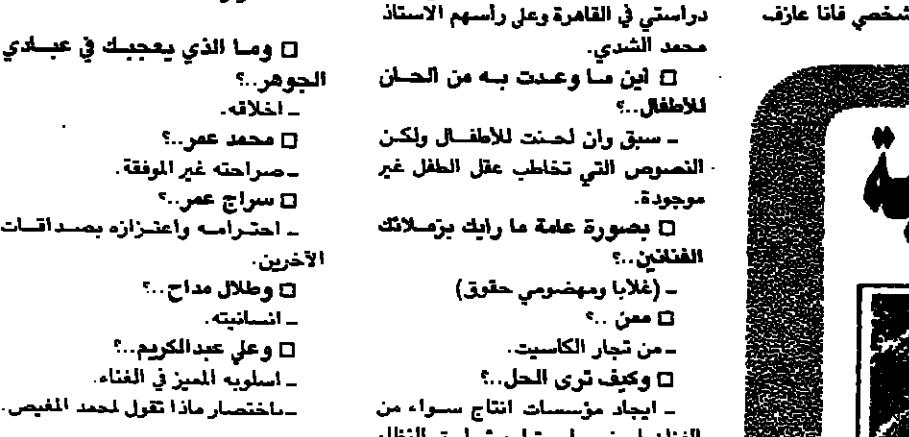 شخصي فانا عازف
دراستي في القاهرة وعلى رأسهم الاستاذ
محمد الشدي.
□ أين ما وعدت به من الحان
للأطفال..؟
ـ سبق وان لحنت للأطفال ولكن
النصوص التي تخاطب عقل الطفل غير
موجودة.
□ بصورة عامة ما رايك بزملائك
الفنانين..؟
ـ (غلابا ومهضومي حقوق)
□ ممن ..؟
ـ من تجار الكاسيت.
□ وكيف ترى الحل..؟
ـ ايجاد مؤسسات انتاج سواء من
□ وما الذي يعجبك في عبادي
الجوهر..؟
ـ اخلاقه.
□ محمد عمر..؟
ـ صراحته غير الموفقة.
□ سراج عمر..؟
ـ احترامه واعتزازه بصداقات
الآخرين.
□ وطلال مداح..؟
ـ انسانيته.
□ وعلي عبدالكريم..؟
ـ اسلوبه المميز في الغناء.
ـ باختصار ماذا تقول لمحمد المغيص.